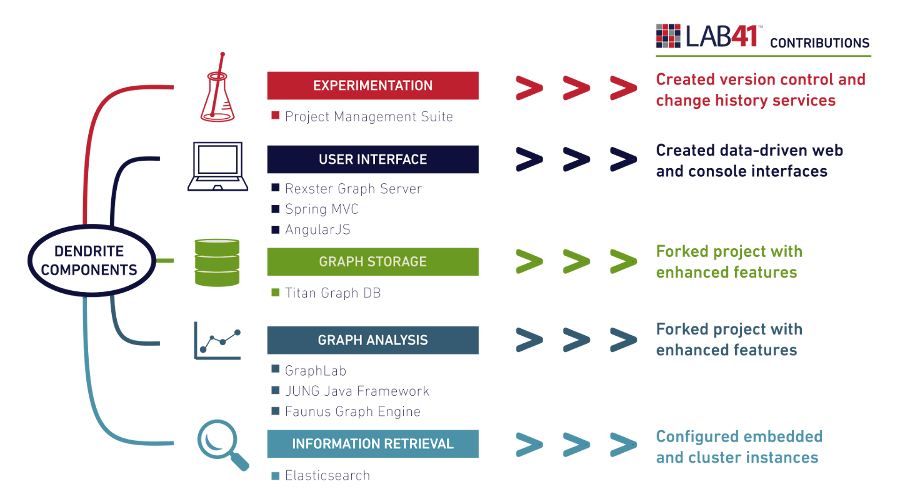 LAB41™ CONTRIBUTIONS
DENDRITE
COMPONENTS
EXPERIMENTATION
Project Management Suite
Created version control and
change history services
USER INTERFACE
Rexster Graph Server
Spring MVC
AngularJS
Created data-driven web
and console interfaces
GRAPH STORAGE
Titan Graph DB
Forked project with
enhanced features
GRAPH ANALYSIS
GraphLab
JUNG Java Framework
Faunus Graph Engine
Forked project with
enhanced features
INFORMATION RETRIEVAL
Elasticsearch
Configured embedded
and cluster instances